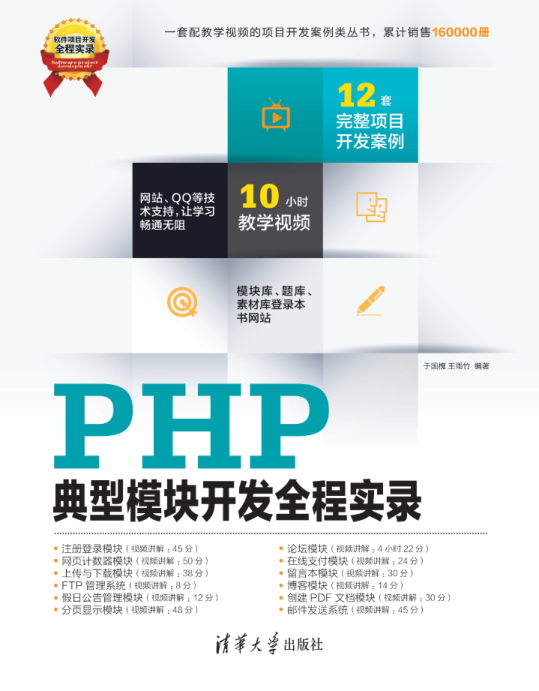 一套配教学视频的项目开发案例类丛书，累计销售160000册
软件项目开发
全程实录
Software project
development
12套
完整项目
开发案例
网站、QQ等技
术支持，让学习
畅通无阻
10小时
教学视频
模块库、题库、
素材库登录本
书网站
于国槐 王雨竹 编著
PHP
典型模块开发全程实录
• 注册登录模块（视频讲解：45分）
• 网页计数器模块（视频讲解：50分）
• 上传与下载模块（视频讲解：38分）
• FTP 管理系统（视频讲解：8分）
• 假日公告管理模块（视频讲解：12分）
• 分页显示模块（视频讲解：48分）
• 论坛模块（视频讲解：4小时22分）
• 在线支付模块（视频讲解：24分）
• 留言本模块（视频讲解：30分）
• 博客模块（视频讲解：14分）
• 创建 PDF 文档模块（视频讲解：30分）
• 邮件发送系统（视频讲解：45分）
清华大学出版社